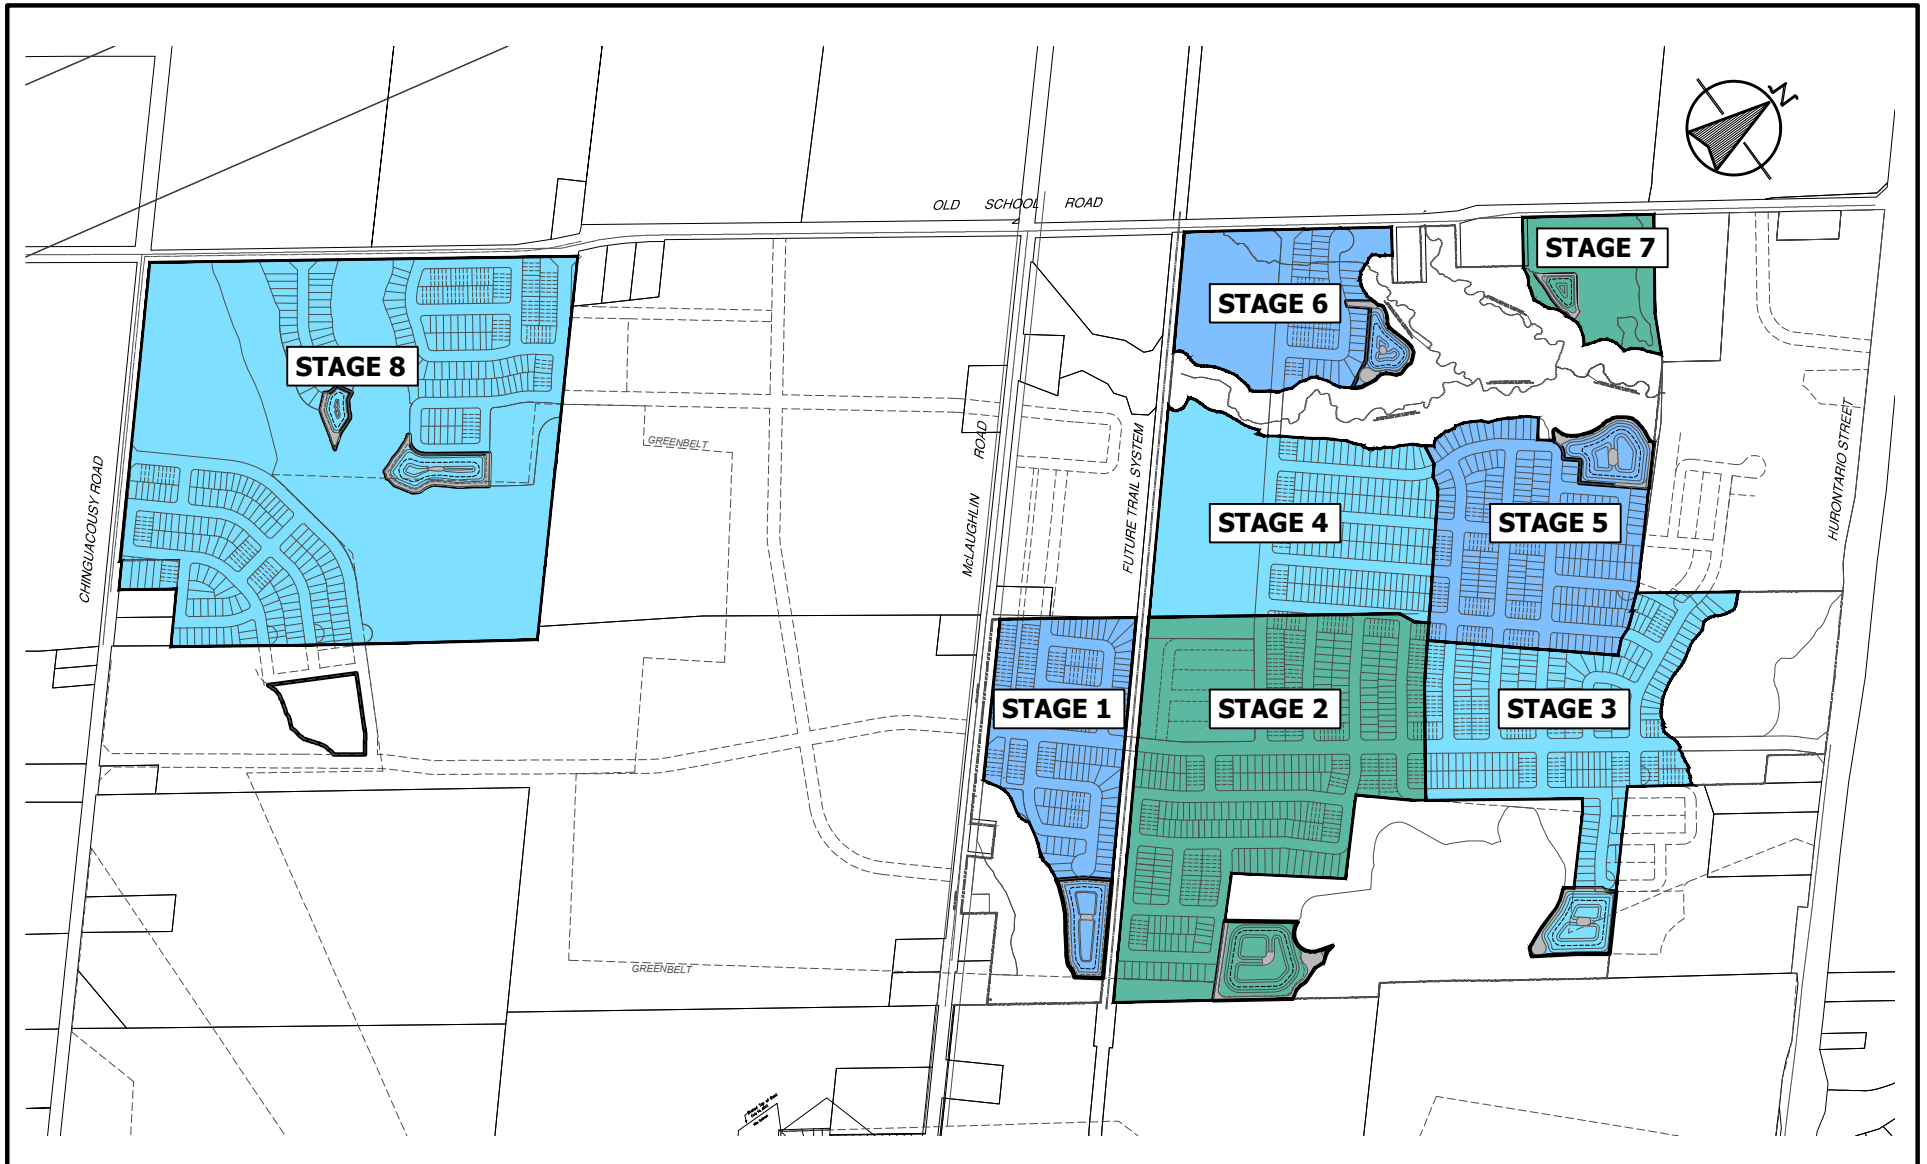 N
OLD SCHOOL ROAD
STAGE 7
STAGE 6
STAGE 8
GREENBELT
McLAUGHLIN ROAD
FUTURE TRAIL SYSTEM
HURONTARIO STREET
CHINGUACOUSY ROAD
STAGE 4
STAGE 5
STAGE 1
STAGE 2
STAGE 3
GREENBELT